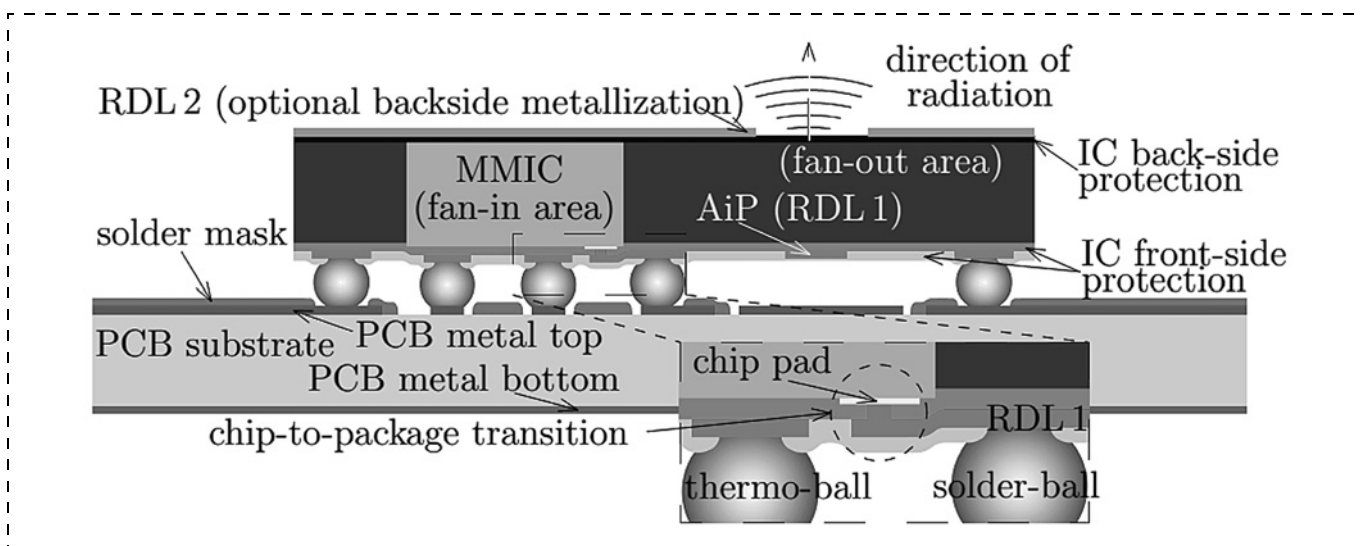 direction of
radiation
RDL 2 (optional backside metallization)
(fan-out area)
IC back-side
protection
MMIC
(fan-in area)
AiP (RDL 1)
solder mask
IC front-side
protection
PCB substrate
PCB metal top
PCB metal bottom
chip pad
chip-to-package transition
RDL 1
thermo-ball
solder-ball